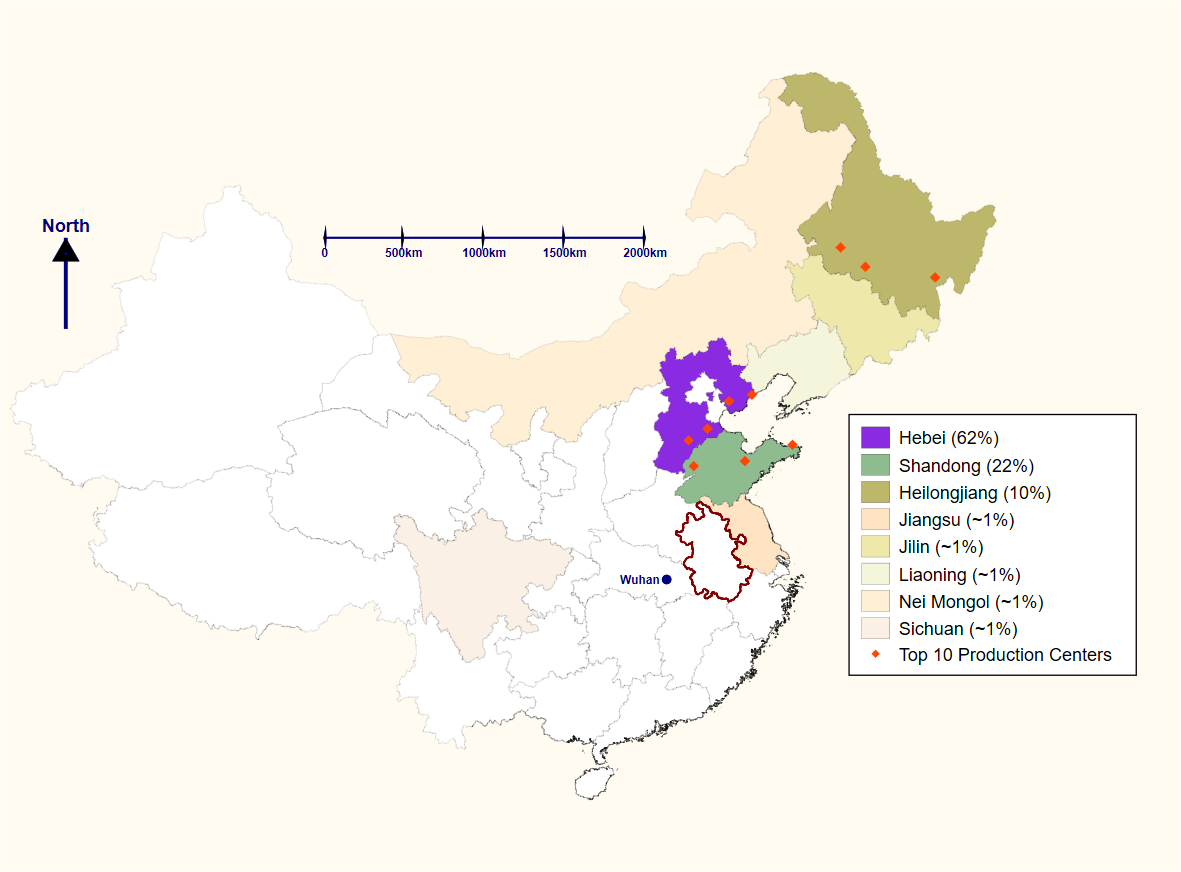 North
0 500km 1000km 1500km 2000km
Wuhan
Hebei (62%)
Shandong (22%)
Heilongjiang (10%)
Jiangsu (~1%)
Jilin (~1%)
Liaoning (~1%)
Nei Mongol (~1%)
Sichuan (~1%)
Top 10 Production Centers